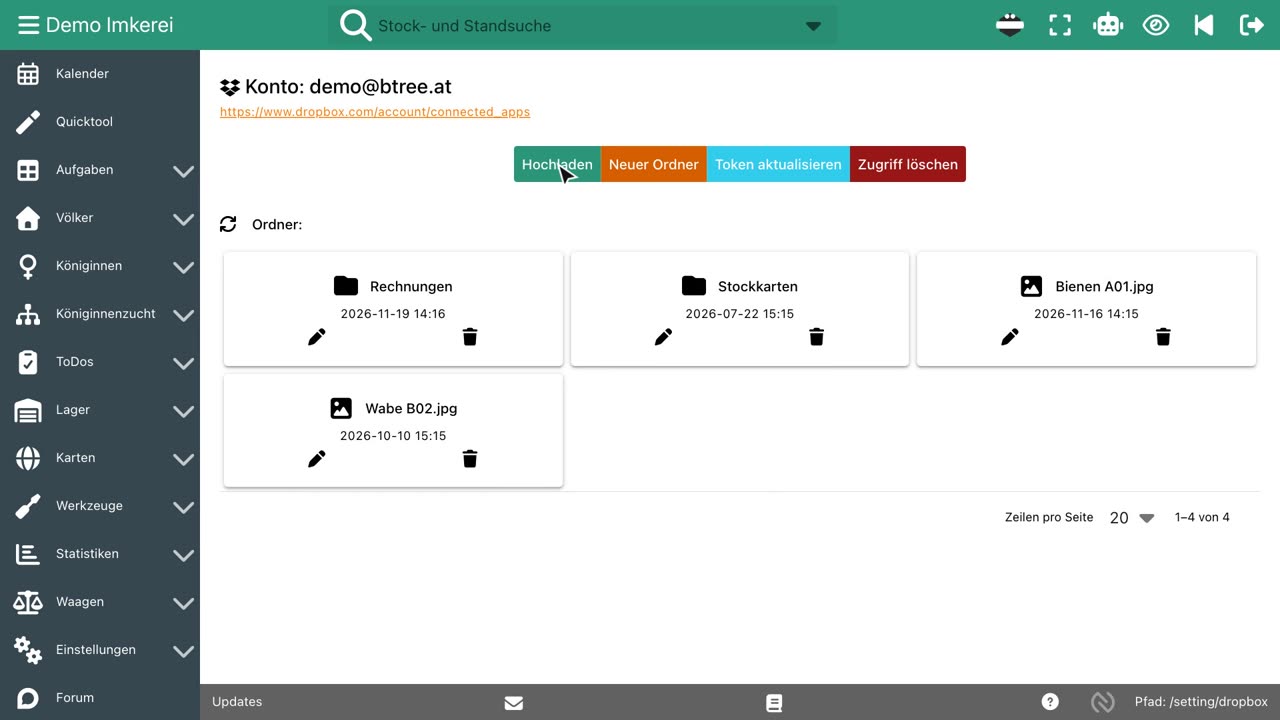 Demo Imkerei
Stock- und Standsuche
Kalender
Quicktool
Aufgaben
Völker
Königinnen
Königinnenzucht
ToDos
Lager
Karten
Werkzeuge
Statistiken
Waagen
Einstellungen
Forum
Konto: demo@btree.at
https://www.dropbox.com/account/connected_apps
Hochladen Neuer Ordner Token aktualisieren Zugriff löschen
Ordner:
Rechnungen
2026-11-19 14:16
Stockkarten
2026-07-22 15:15
Bienen A01.jpg
2026-11-16 14:15
Wabe B02.jpg
2026-10-10 15:15
Zeilen pro Seite 20 1–4 von 4
Updates
Pfad: /setting/dropbox